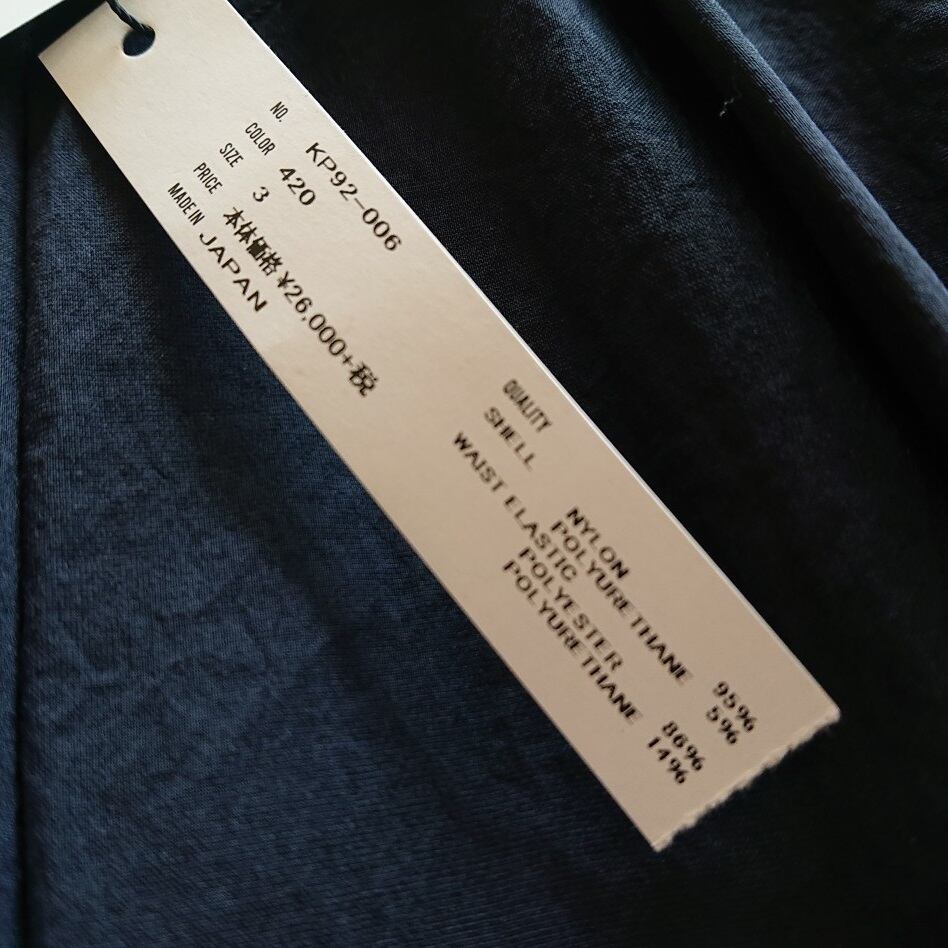 NO. KP92-006
COLOR 420
SIZE 3
PRICE 本体価格 ¥26,000+税
MADE IN JAPAN
QUALITY
SHELL
NYLON 95%
POLYURETHANE 5%
WAIST ELASTIC
POLYESTER 86%
POLYURETHANE 14%